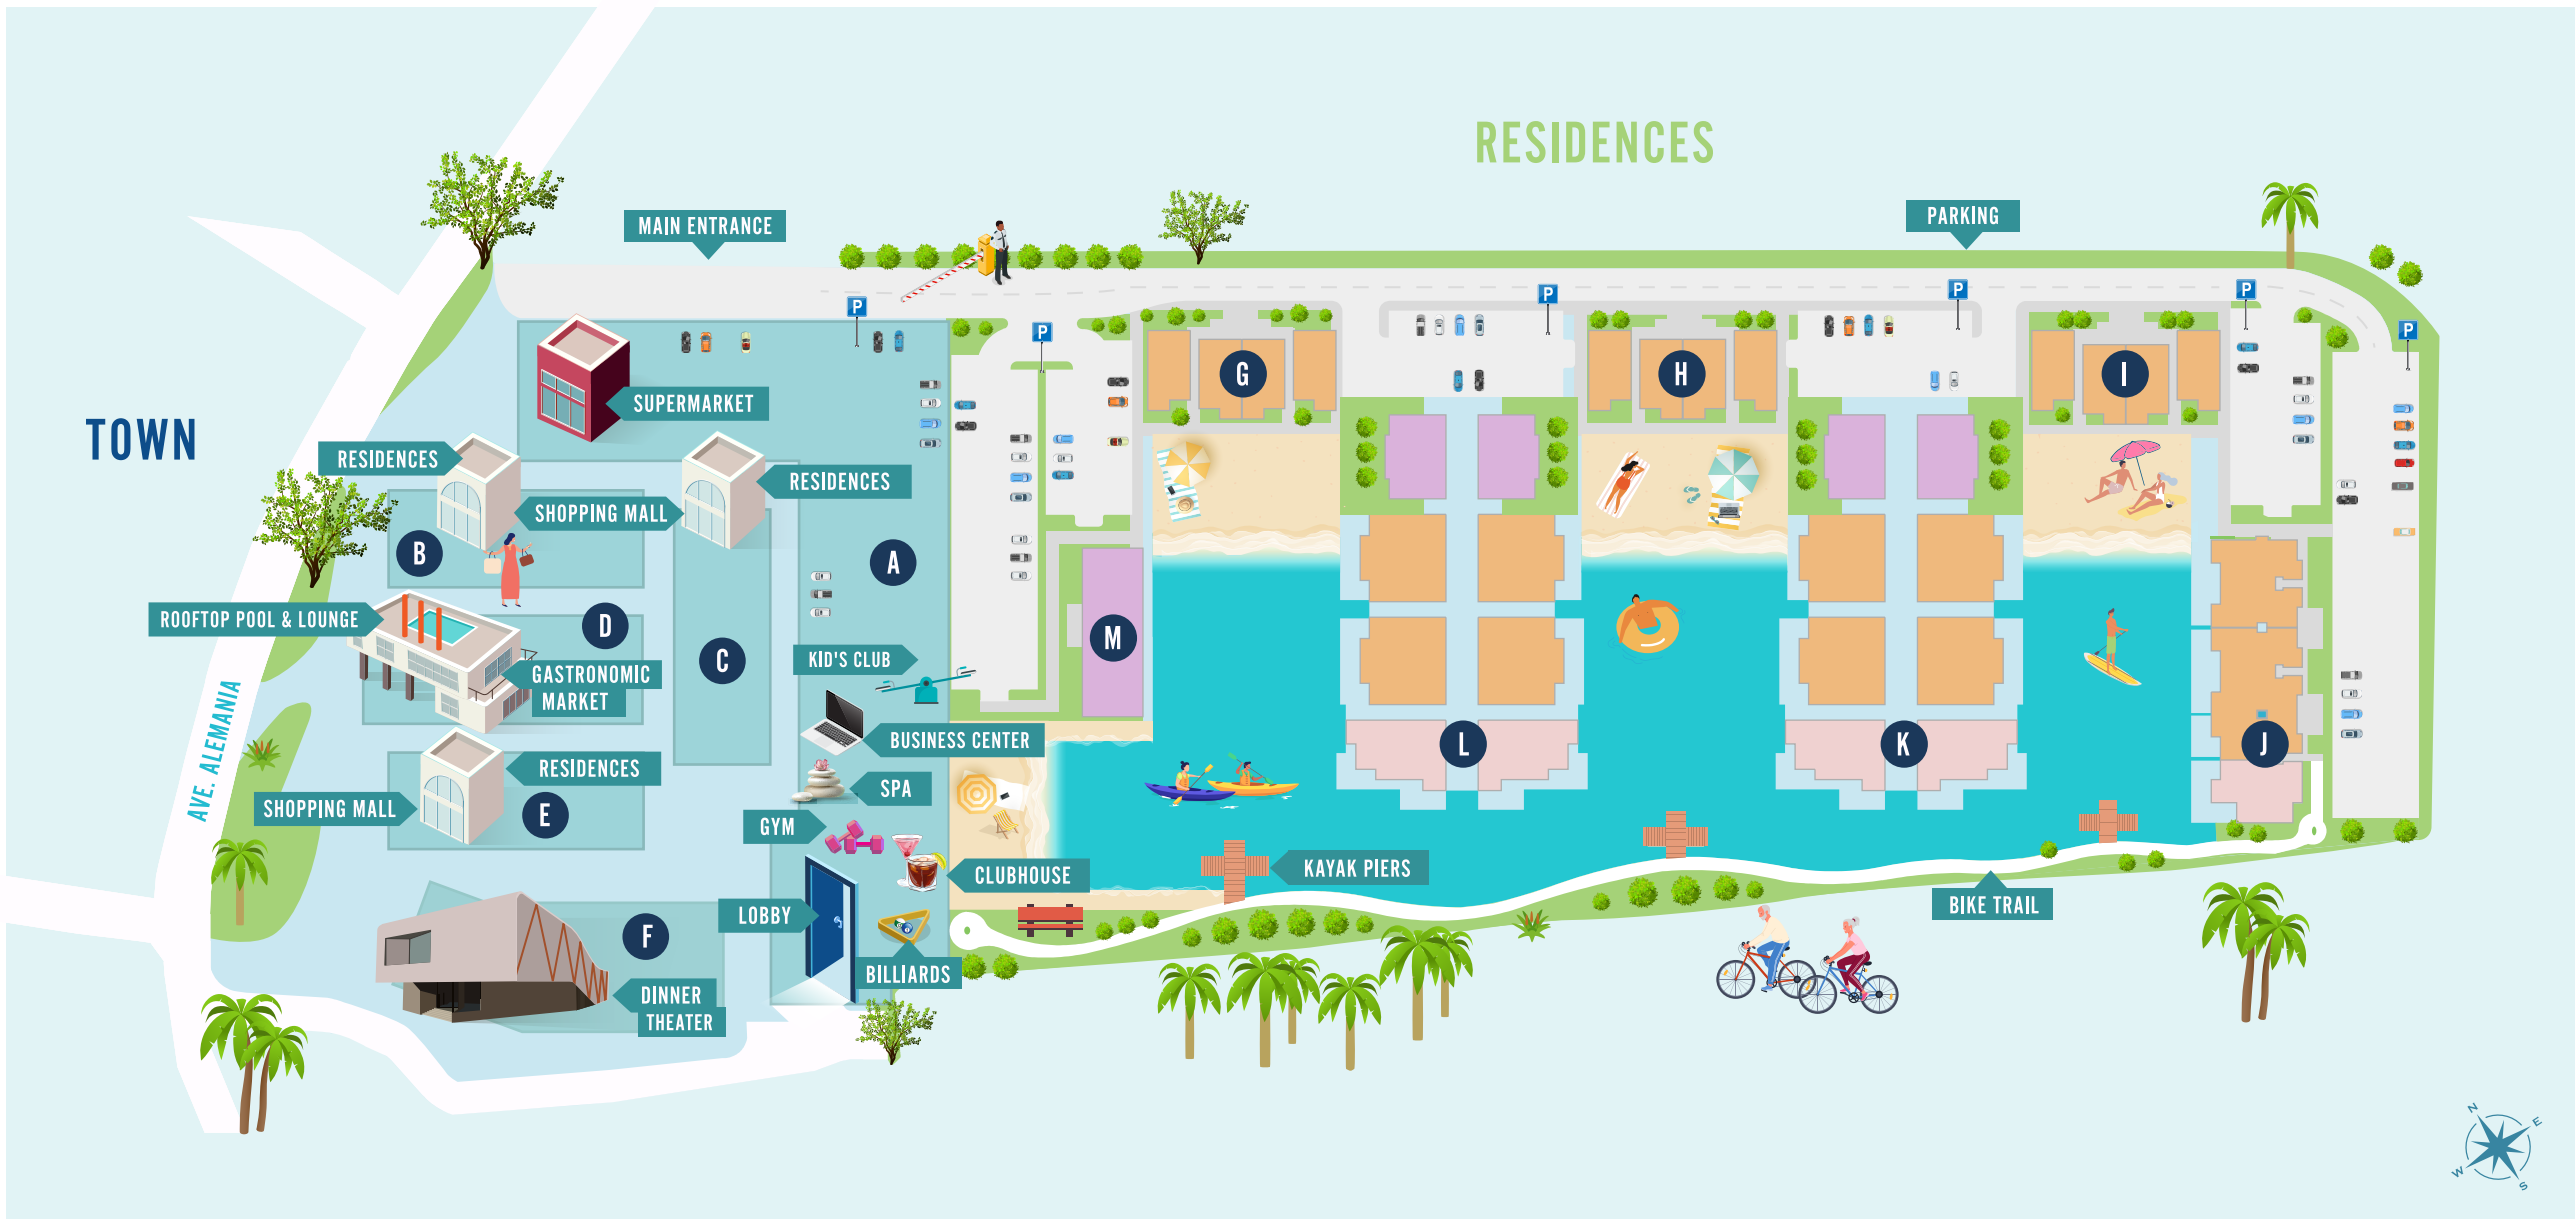 RESIDENCES
MAIN ENTRANCE
PARKING
P
P
P
P
P
P
G
H
I
SUPERMARKET
TOWN
RESIDENCES
RESIDENCES
SHOPPING MALL
B
A
ROOFTOP POOL & LOUNGE
D
M
C
KID'S CLUB
GASTRONOMIC
MARKET
AVE. ALEMANIA
BUSINESS CENTER
L
K
J
RESIDENCES
SPA
SHOPPING MALL
E
GYM
CLUBHOUSE
KAYAK PIERS
LOBBY
BIKE TRAIL
F
BILLIARDS
DINNER
THEATER
N
E
W
S